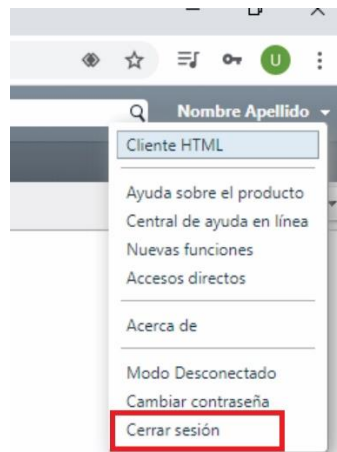 U
Nombre Apellido
Cliente HTML
Ayuda sobre el producto
Central de ayuda en línea
Nuevas funciones
Accesos directos
Acerca de
Modo Desconectado
Cambiar contraseña
Cerrar sesión